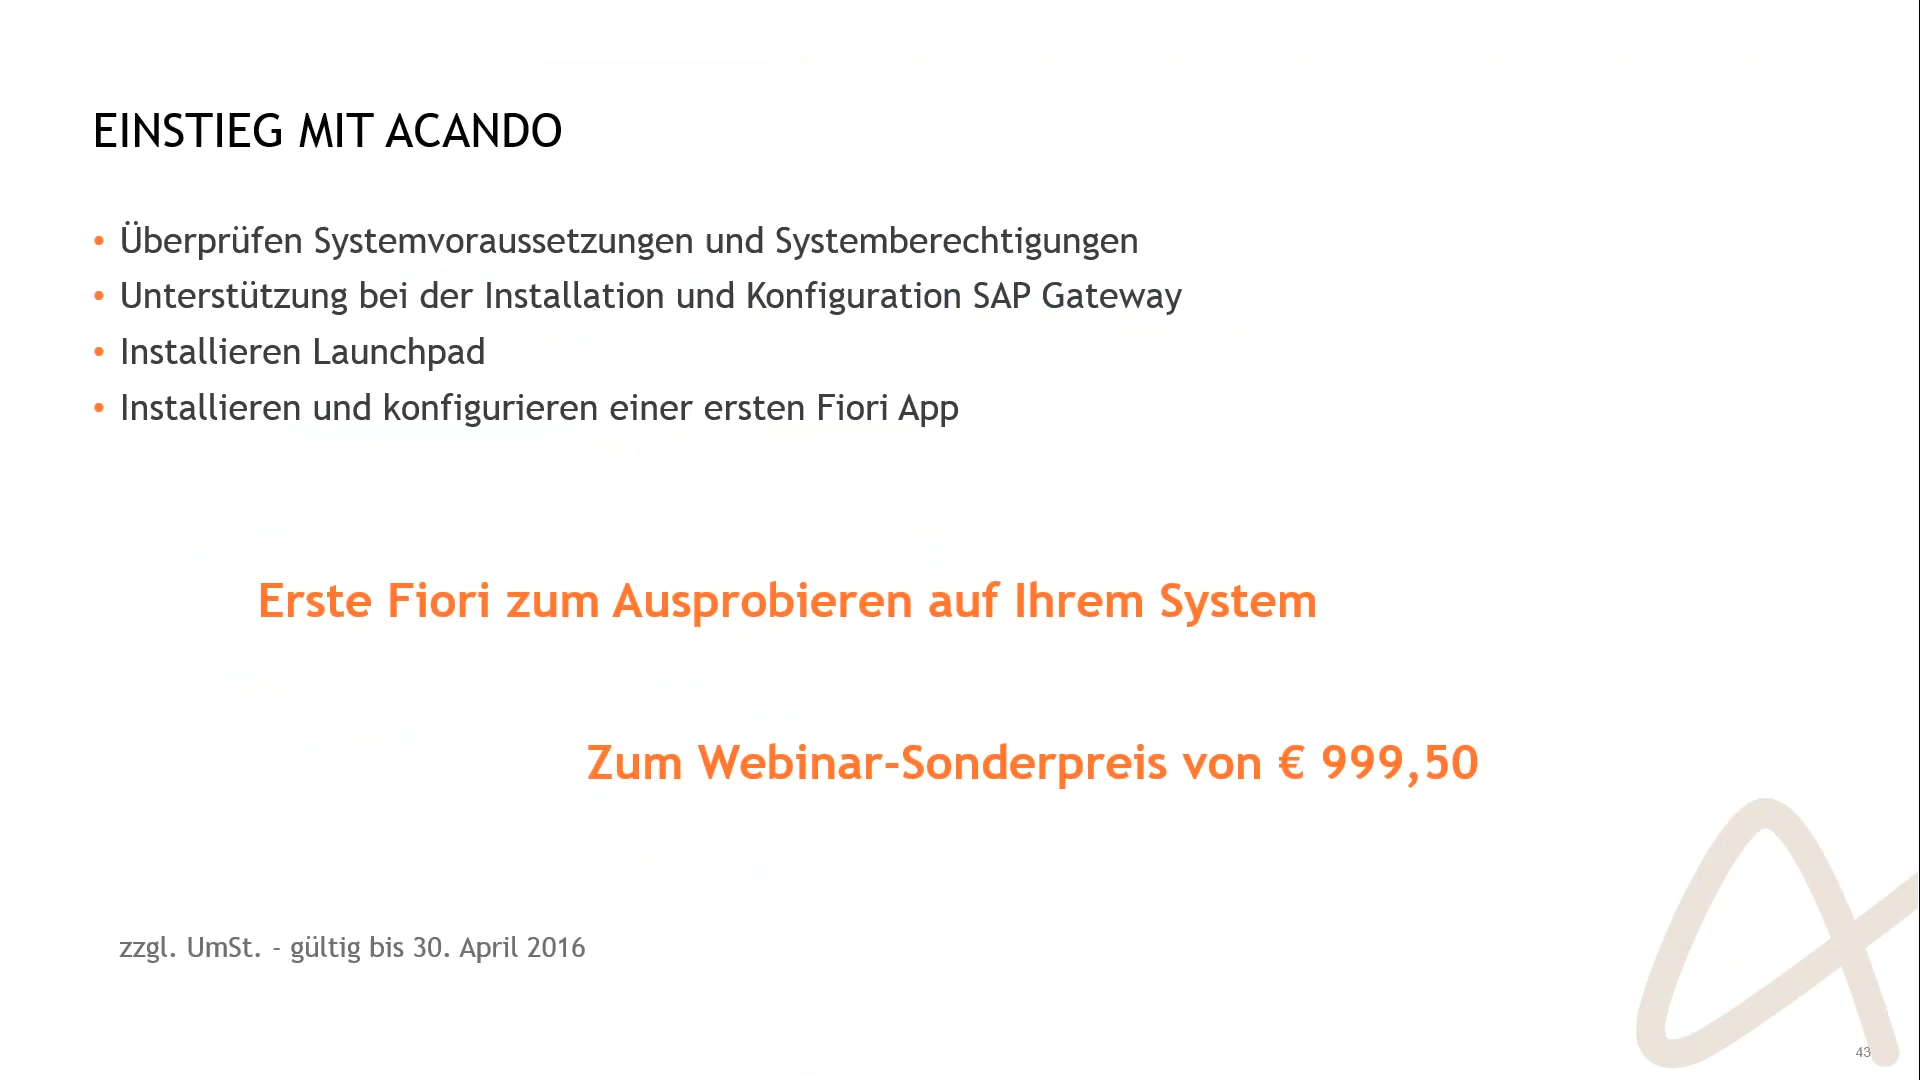 EINSTIEG MIT ACANDO
• Überprüfen Systemvoraussetzungen und Systemberechtigungen
• Unterstützung bei der Installation und Konfiguration SAP Gateway
• Installieren Launchpad
• Installieren und konfigurieren einer ersten Fiori App
Erste Fiori zum Ausprobieren auf Ihrem System
Zum Webinar-Sonderpreis von € 999,50
zzgl. UmSt. - gültig bis 30. April 2016
43